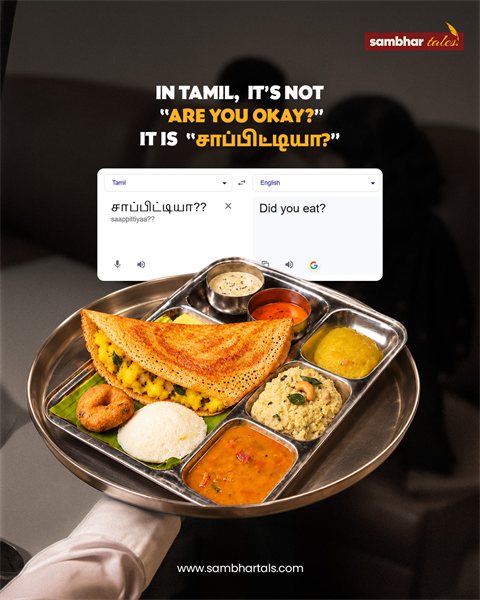 sambhar tales
IN TAMIL, IT'S NOT
"ARE YOU OKAY?"
IT IS "சாப்பிட்டியா?"
Tamil
English
சாப்பிட்டியா??
saappittiyaa??
Did you eat?
www.sambhartals.com